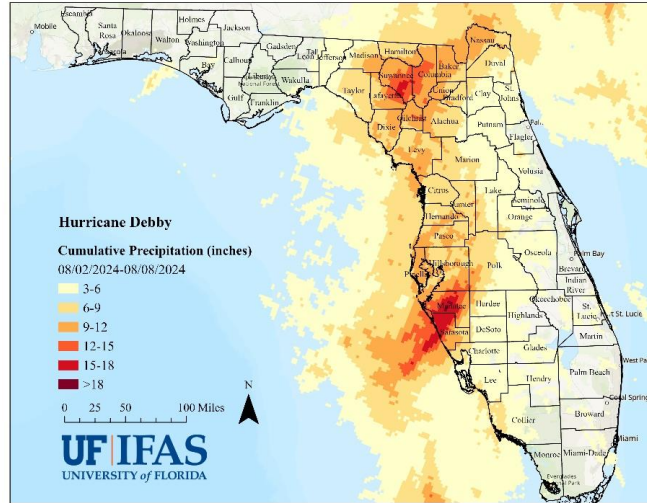 Escambia
Santa
Rosa
Okaloosa
Walton
Holmes
Washington
Jackson
Bay
Calhoun
Gulf
Gadsden
Liberty
Franklin
Leon
Wakulla
Jefferson
Madison
Taylor
Hamilton
Suwannee
Lafayette
Columbia
Baker
Nassau
Duval
Union
Bradford
Clay
St.
Johns
Dixie
Gilchrist
Alachua
Putnam
Flagler
Levy
Marion
Volusia
Citrus
Sumter
Lake
Seminole
Hernando
Orange
Pasco
Hillsborough
Polk
Osceola
Brevard
Palm Bay
Indian
River
Manatee
Hardee
Okeechobee
Highlands
St.
Lucie
t St. Lucie
Sarasota
DeSoto
Martin
Charlotte
Glades
West Pa
Lee
Hendry
Palm Beach
Coral Spring
Collier
Broward
Miami
Monroe
Miami-Dade
Everglades
Mobile
Hurricane Debby
Cumulative Precipitation (inches)
08/02/2024-08/08/2024
3-6
6-9
9-12
12-15
15-18
>18
N
0 25 50 100 Miles
UF|IFAS
UNIVERSITY of FLORIDA